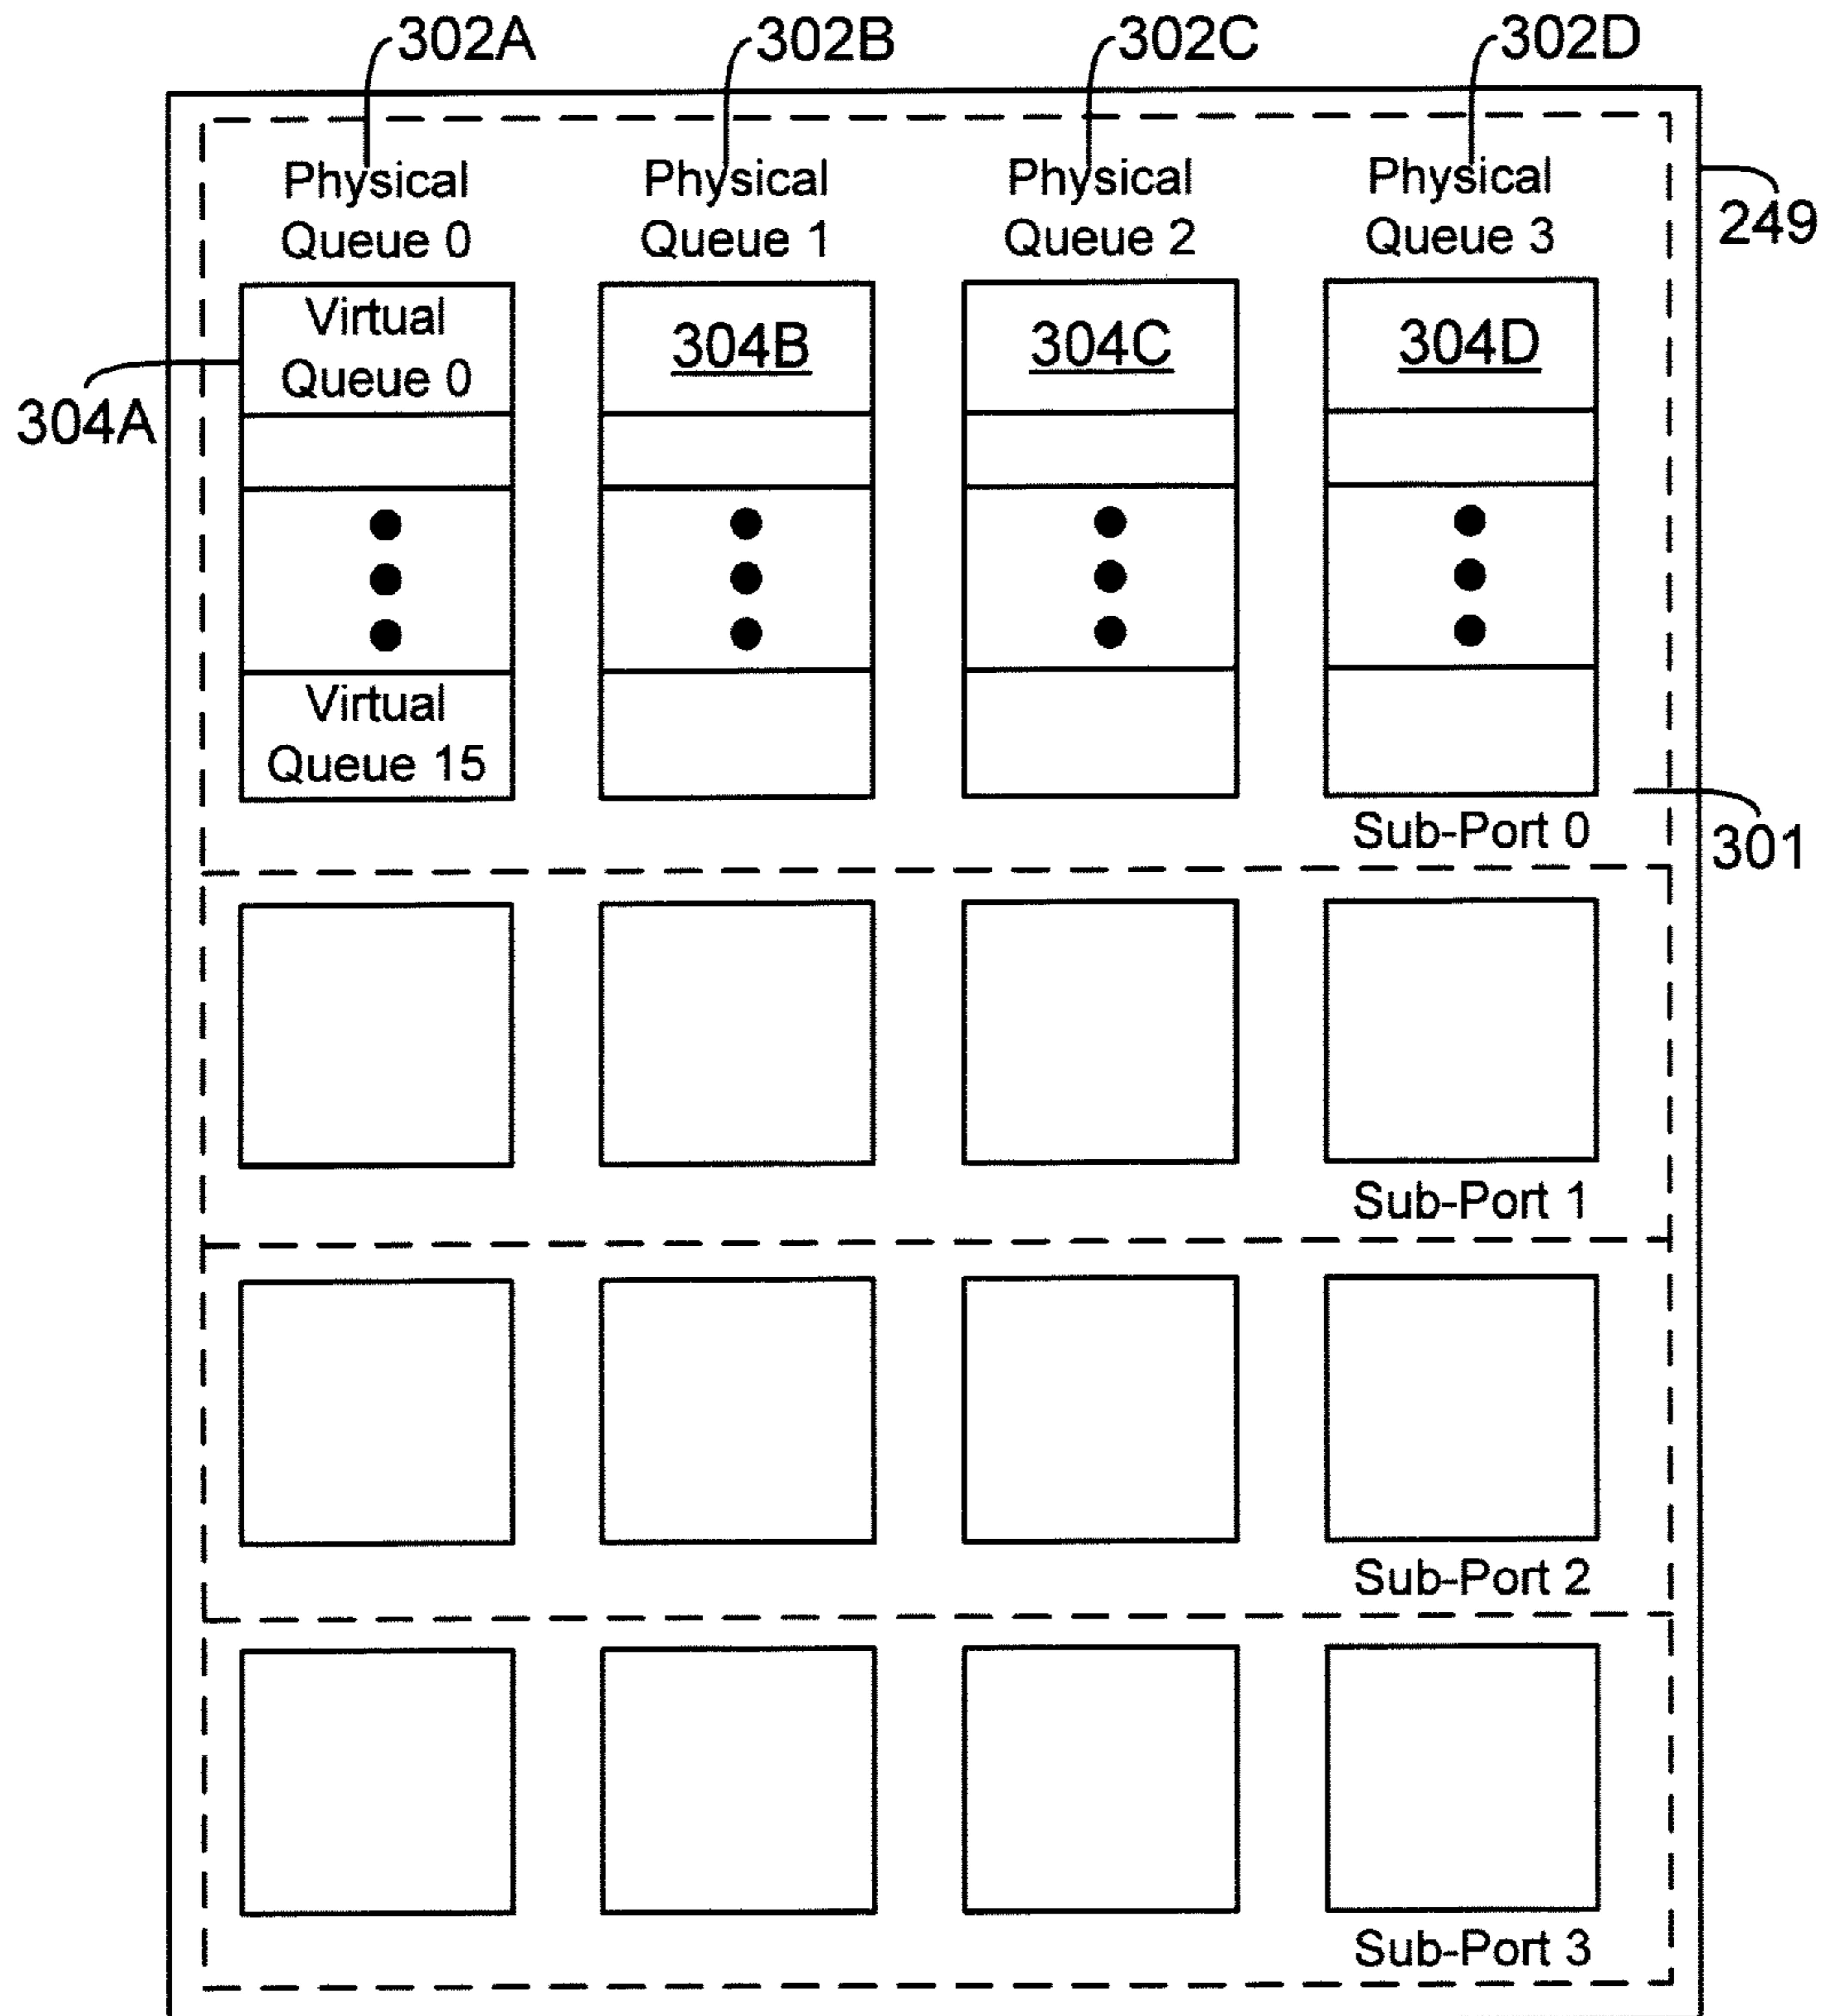 302A 302B 302C 302D
Physical Queue 0
Physical Queue 1
Physical Queue 2
Physical Queue 3
249
Virtual Queue 0
304B
304C
304D
304A
Virtual Queue 15
Sub-Port 0
301
Sub-Port 1
Sub-Port 2
Sub-Port 3